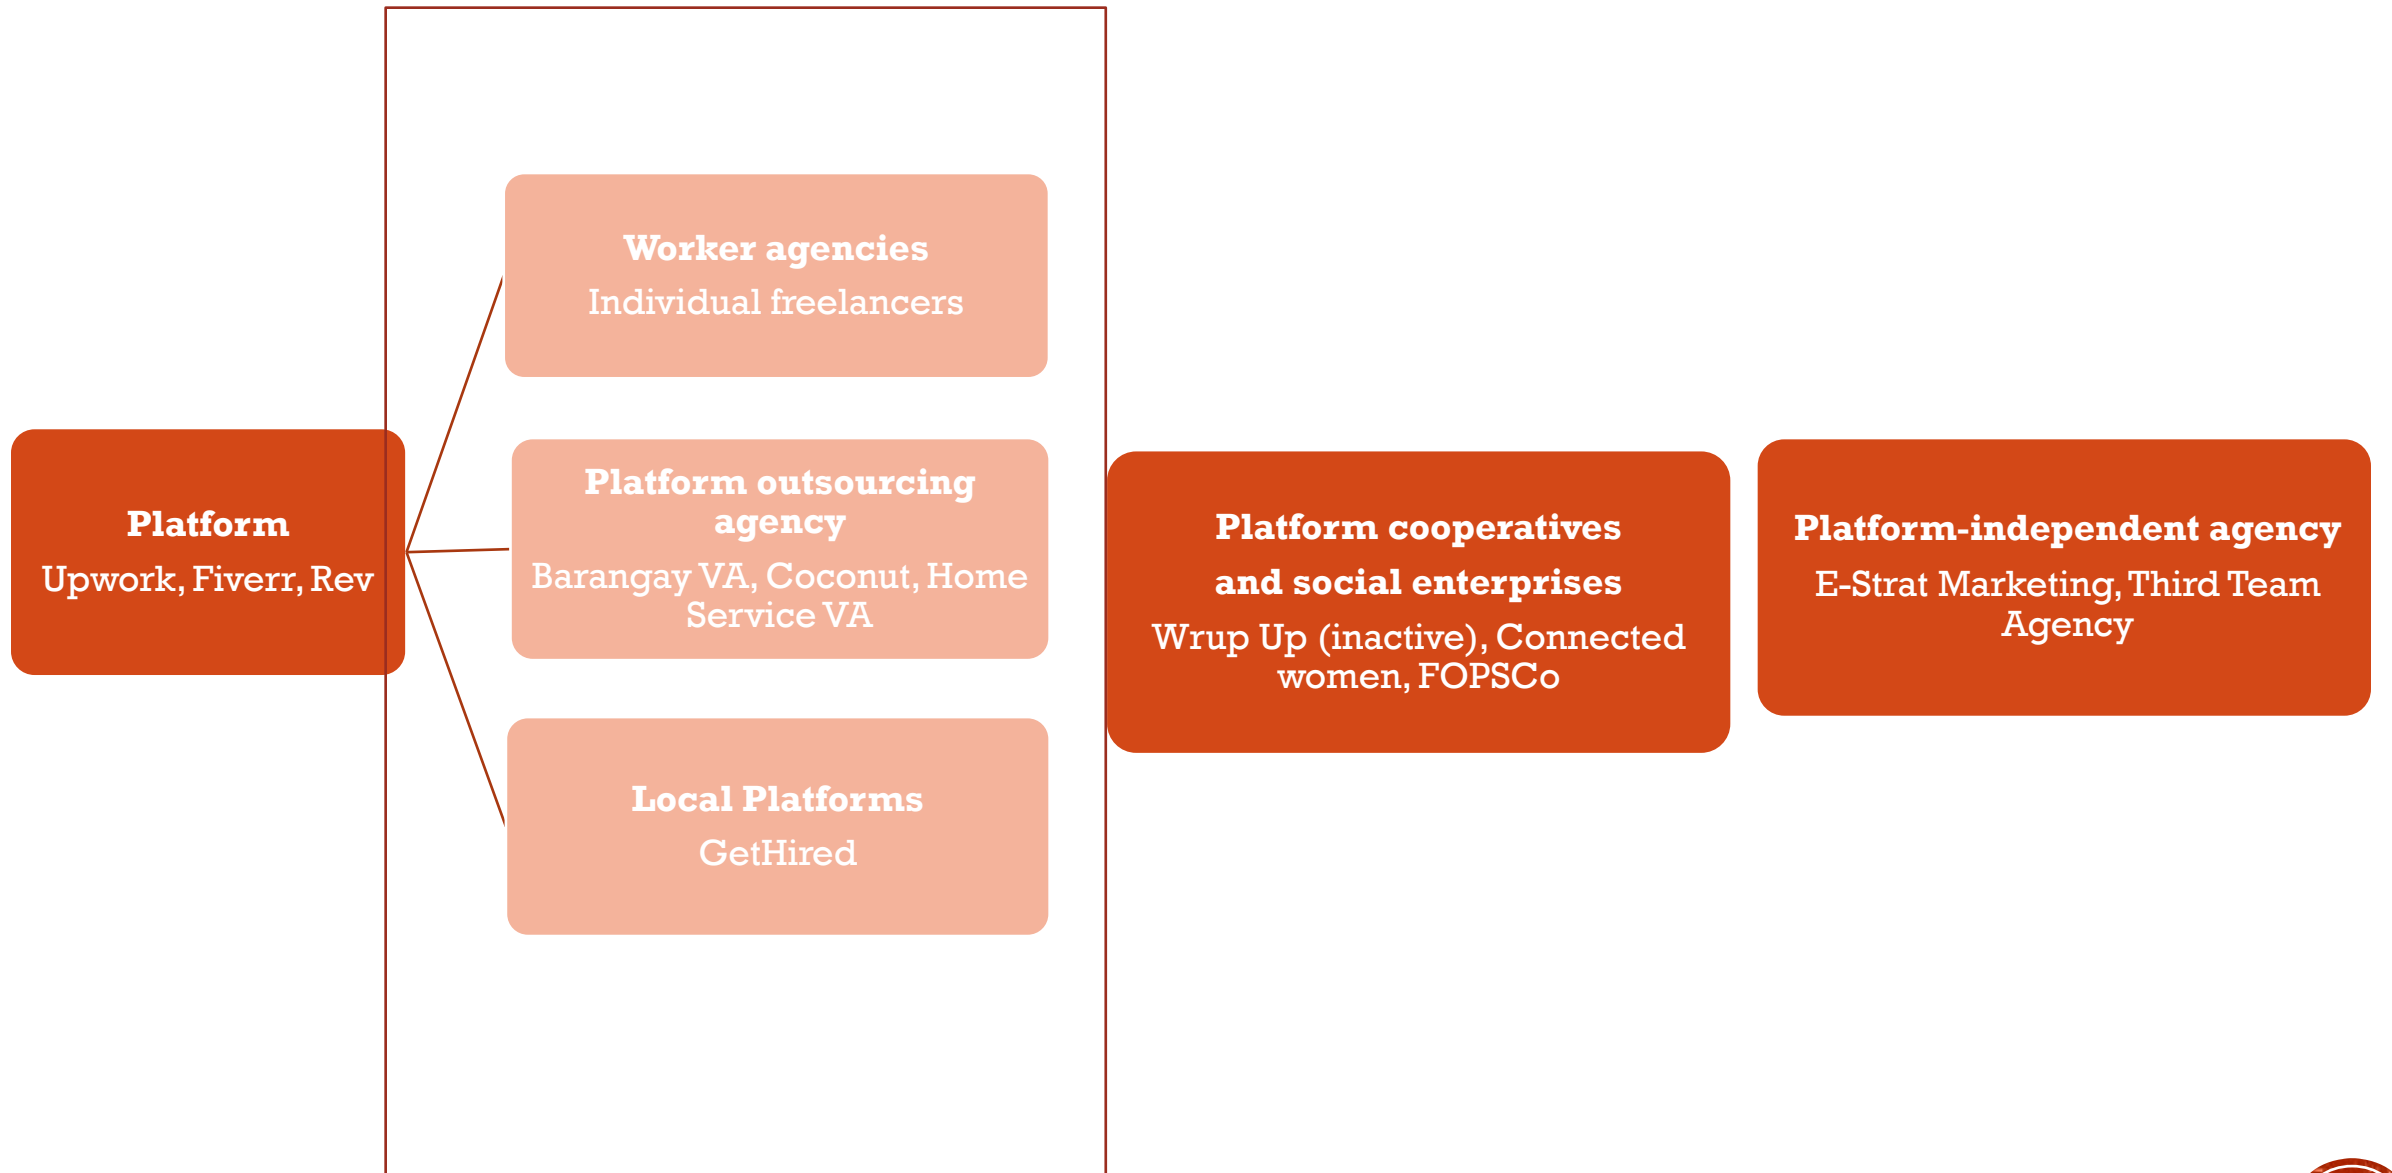 Worker agencies
Individual freelancers
Platform
Upwork, Fiverr, Rev
Platform outsourcing
agency
Barangay VA, Coconut, Home
Service VA
Local Platforms
GetHired
Platform cooperatives
and social enterprises
Wrup Up (inactive), Connected
women, FOPSCo
Platform-independent agency
E-Strat Marketing, Third Team
Agency